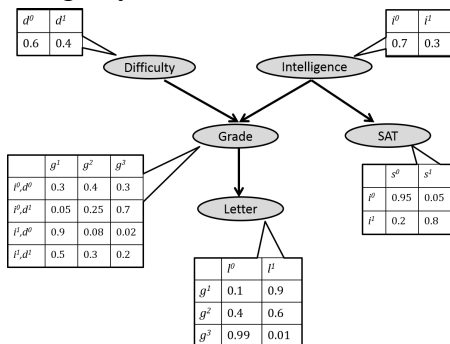 d⁰ d¹
0.6 0.4
i⁰ i¹
0.7 0.3
Difficulty
Intelligence
Grade
SAT
g¹ g² g³
i⁰,d⁰ 0.3 0.4 0.3
i⁰,d¹ 0.05 0.25 0.7
i¹,d⁰ 0.9 0.08 0.02
i¹,d¹ 0.5 0.3 0.2
s⁰ s¹
i⁰ 0.95 0.05
i¹ 0.2 0.8
Letter
l⁰ l¹
g¹ 0.1 0.9
g² 0.4 0.6
g³ 0.99 0.01